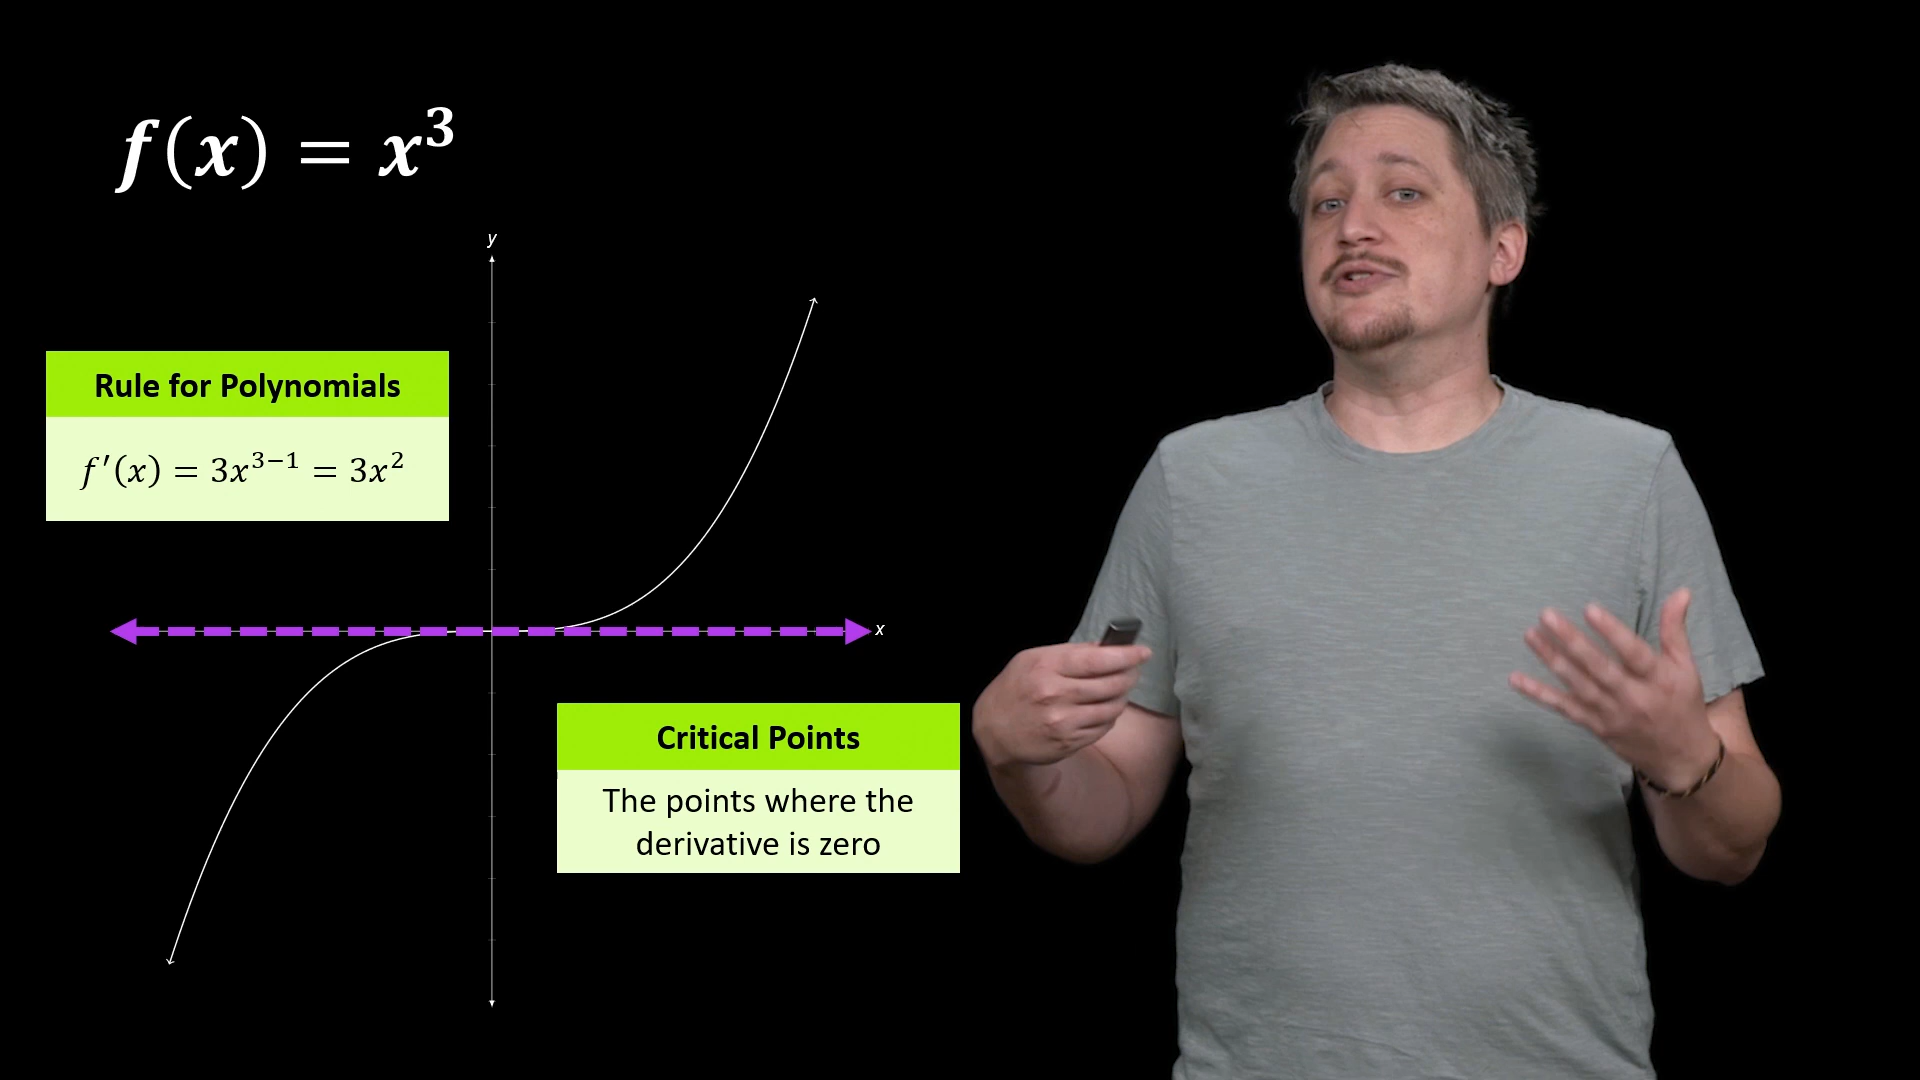 f(x) = x³
y
Rule for Polynomials
f′(x) = 3x³⁻¹ = 3x²
x
Critical Points
The points where the
derivative is zero